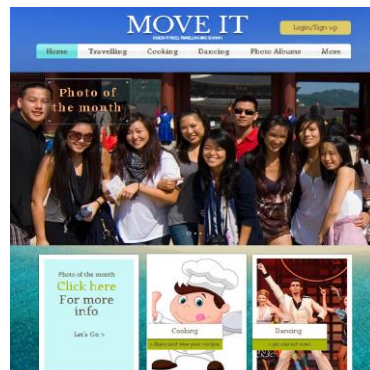 MOVE IT
Login/Sign up
Home Travelling Cooking Dancing Photo Albums More
Photo of
the month
Photo of the month
Click here
For more
info
Let's Go >
Cooking
Dancing